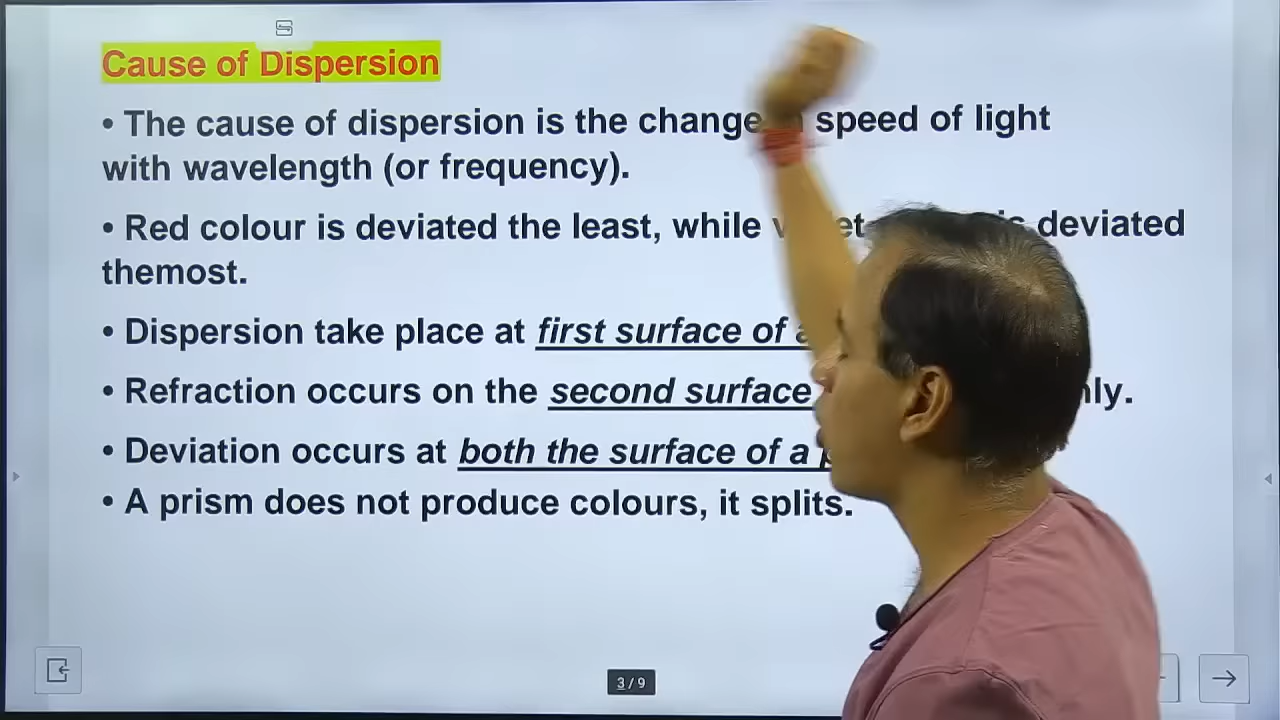 Cause of Dispersion
• The cause of dispersion is the change speed of light
with wavelength (or frequency).
• Red colour is deviated the least, while deviated
themost.
• Dispersion take place at first surface of
• Refraction occurs on the second surface
• Deviation occurs at both the surface of a
• A prism does not produce colours, it splits.
3/9